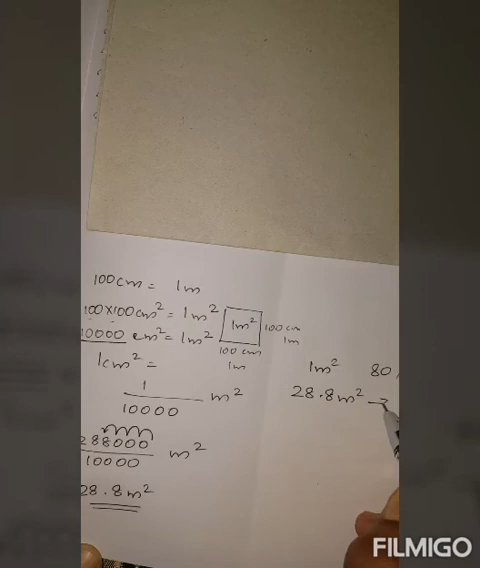 100cm = 1m
100×100cm² = 1m²
10000 cm² = 1m²
1m²
100 cm
1m
100 cm
1m
1cm² =
1
10000
m²
288000
10000
m²
28.8m²
1m² 80
28.8m² →
FILMIGO